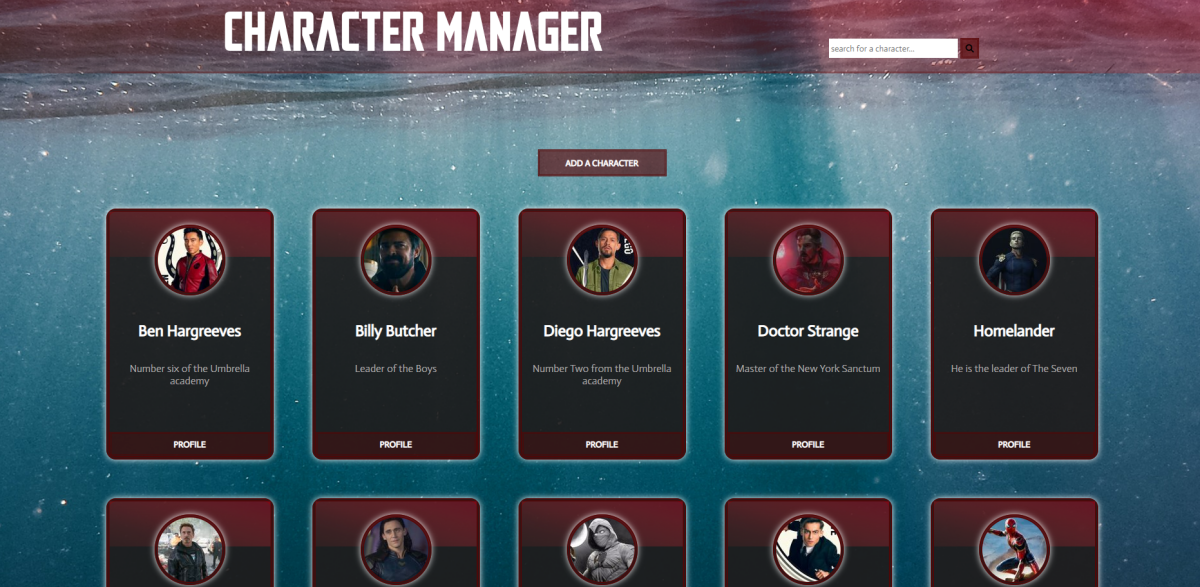 CHARACTER MANAGER
search for a character...
ADD A CHARACTER
Ben Hargreeves
Number six of the Umbrella
academy
PROFILE
Billy Butcher
Leader of the Boys
PROFILE
Diego Hargreeves
Number Two from the Umbrella
academy
PROFILE
Doctor Strange
Master of the New York Sanctum
PROFILE
Homelander
He is the leader of The Seven
PROFILE